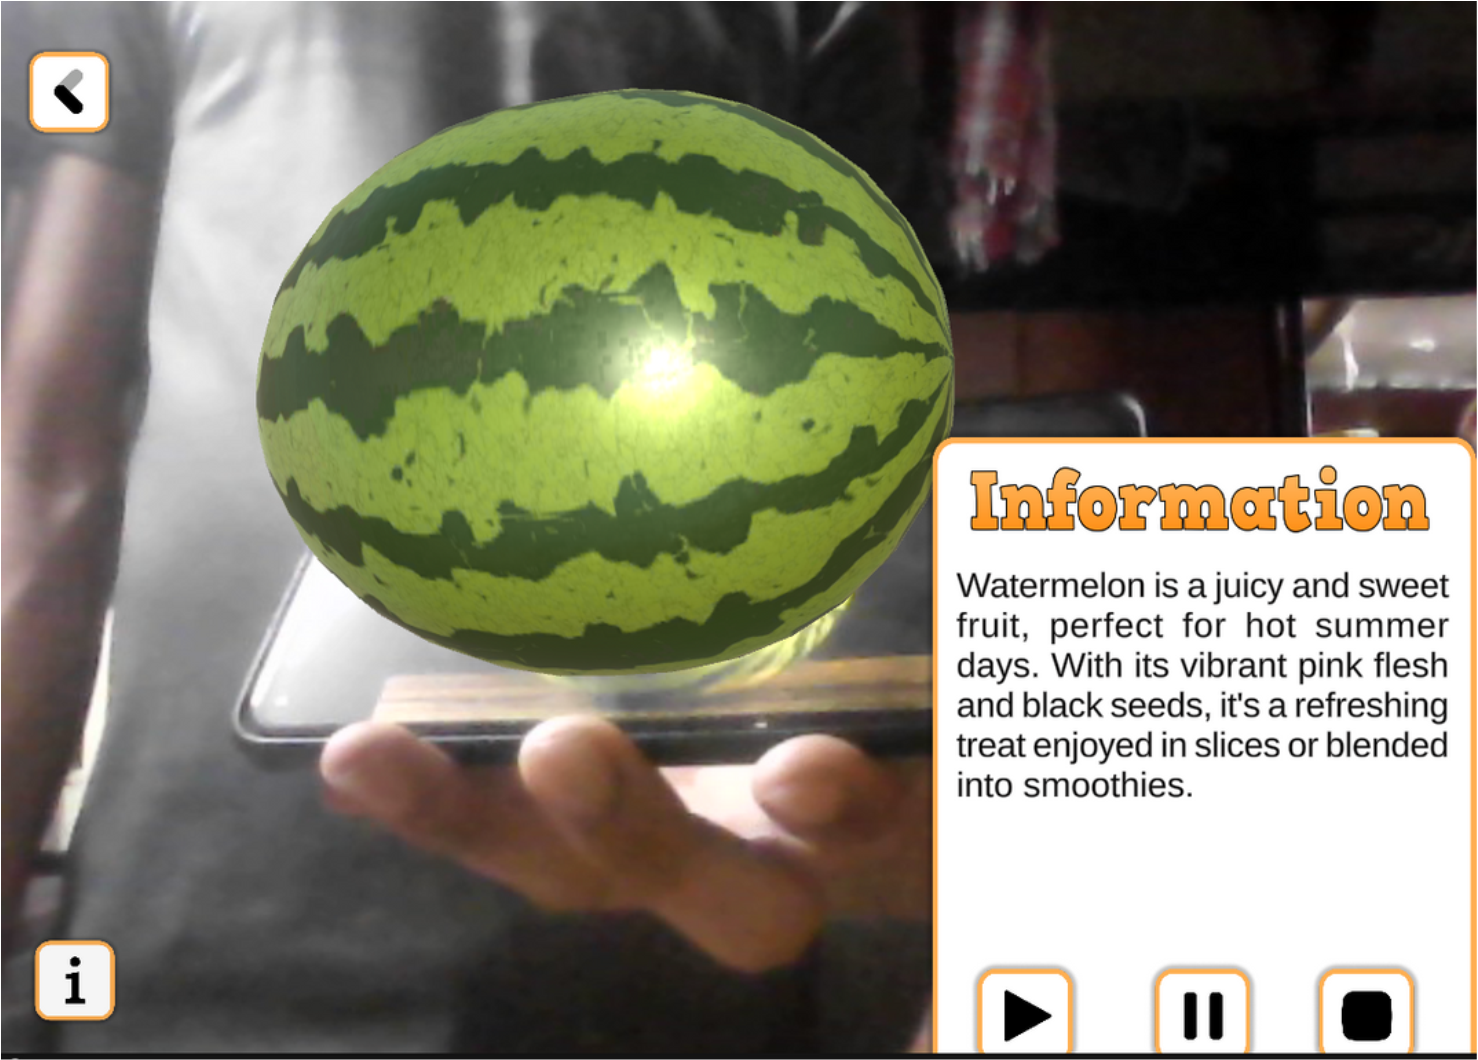 Information
Watermelon is a juicy and sweet
fruit, perfect for hot summer
days. With its vibrant pink flesh
and black seeds, it's a refreshing
treat enjoyed in slices or blended
into smoothies.
i